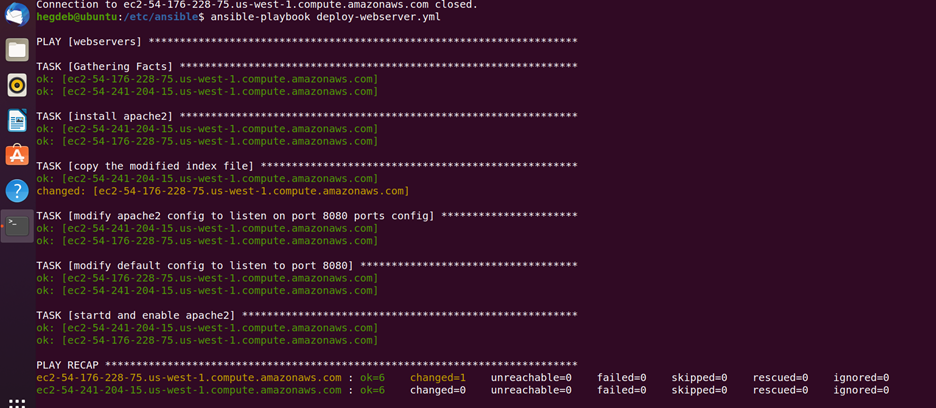 Connection to ec2-54-176-228-75.us-west-1.compute.amazonaws.com closed.
hegdeb@ubuntu:/etc/ansible$ ansible-playbook deploy-webserver.yml
PLAY [webservers] *********************************************************************
TASK [Gathering Facts] ****************************************************************
ok: [ec2-54-176-228-75.us-west-1.compute.amazonaws.com]
ok: [ec2-54-241-204-15.us-west-1.compute.amazonaws.com]
TASK [install apache2] ****************************************************************
ok: [ec2-54-241-204-15.us-west-1.compute.amazonaws.com]
ok: [ec2-54-176-228-75.us-west-1.compute.amazonaws.com]
TASK [copy the modified index file] ***************************************************
ok: [ec2-54-241-204-15.us-west-1.compute.amazonaws.com]
changed: [ec2-54-176-228-75.us-west-1.compute.amazonaws.com]
TASK [modify apache2 config to listen on port 8080 ports config] **********************
ok: [ec2-54-241-204-15.us-west-1.compute.amazonaws.com]
ok: [ec2-54-176-228-75.us-west-1.compute.amazonaws.com]
TASK [modify default config to listen to port 8080] ***********************************
ok: [ec2-54-176-228-75.us-west-1.compute.amazonaws.com]
ok: [ec2-54-241-204-15.us-west-1.compute.amazonaws.com]
TASK [startd and enable apache2] ******************************************************
ok: [ec2-54-241-204-15.us-west-1.compute.amazonaws.com]
ok: [ec2-54-176-228-75.us-west-1.compute.amazonaws.com]
PLAY RECAP ****************************************************************************
ec2-54-176-228-75.us-west-1.compute.amazonaws.com : ok=6    changed=1    unreachable=0    failed=0    skipped=0    rescued=0    ignored=0
ec2-54-241-204-15.us-west-1.compute.amazonaws.com : ok=6    changed=0    unreachable=0    failed=0    skipped=0    rescued=0    ignored=0